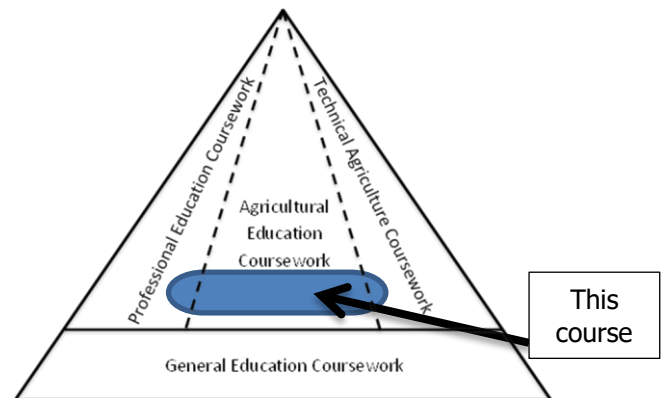 Professional Education Coursework
Technical Agriculture Coursework
Agricultural
Education
Coursework
This
course
General Education Coursework